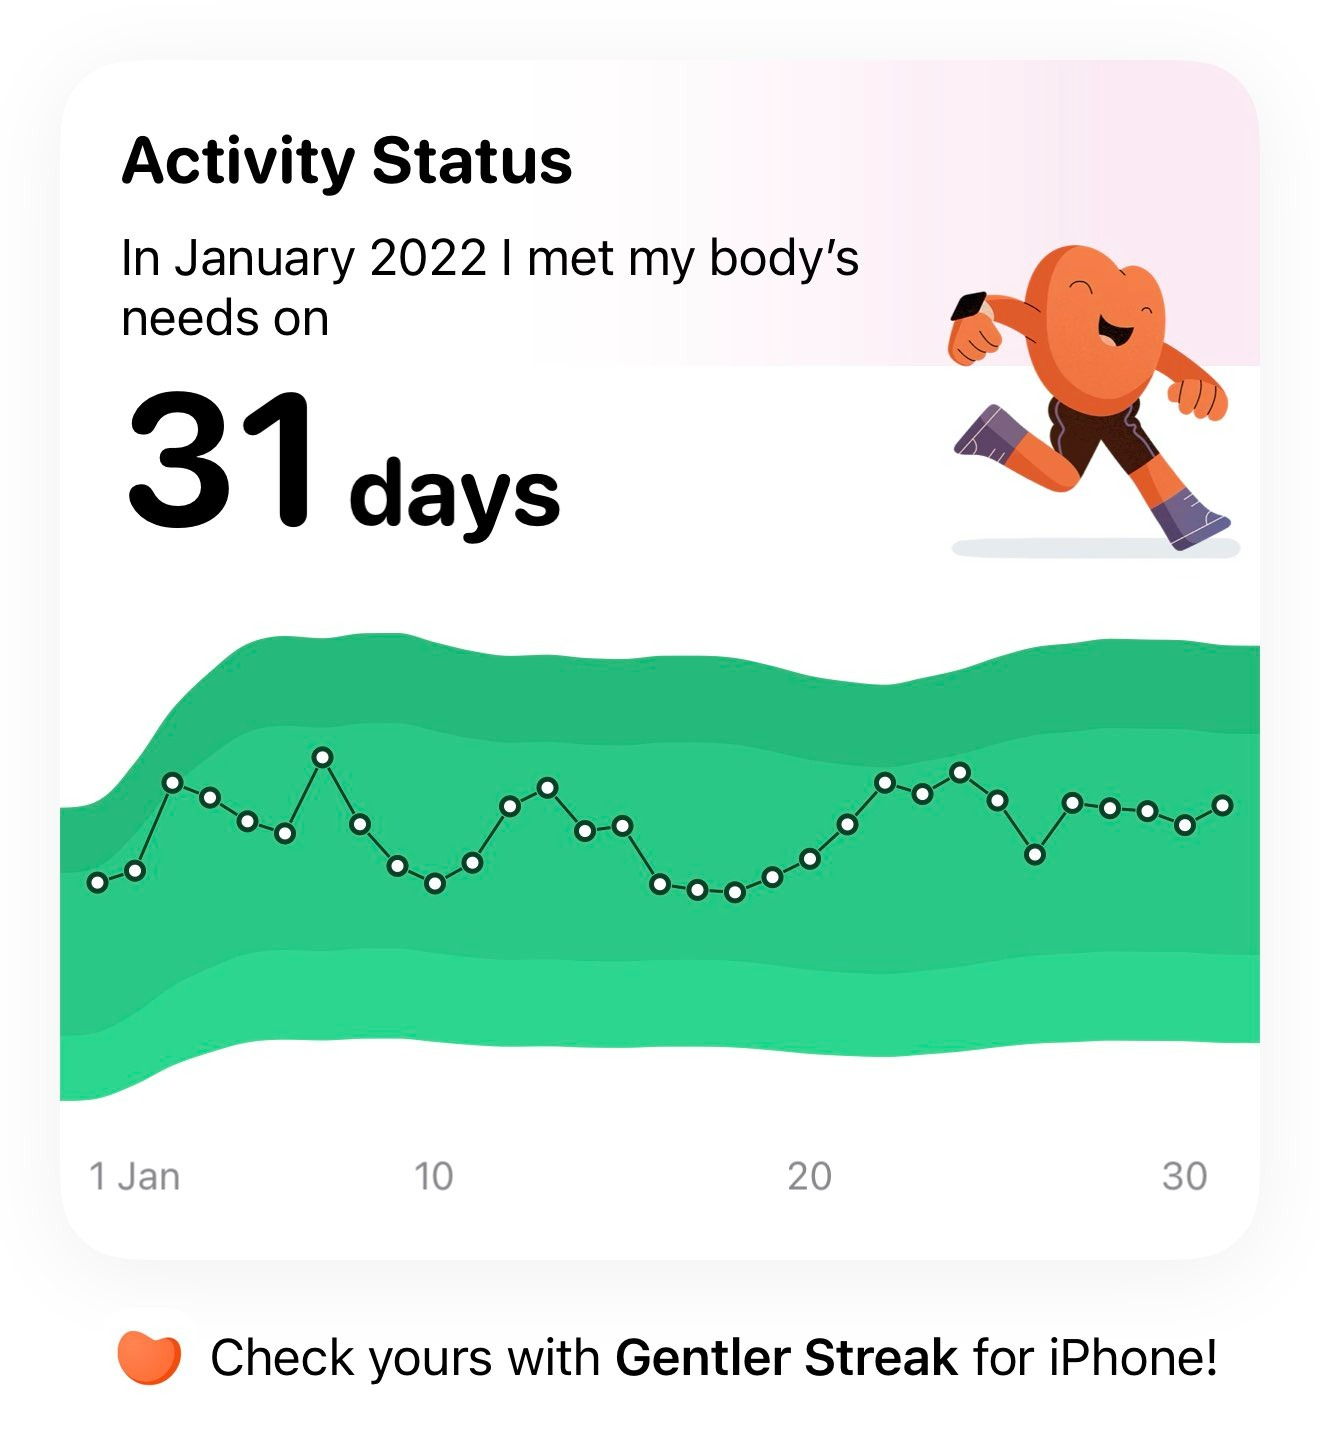 Activity Status
In January 2022 I met my body’s
needs on
31 days
1 Jan 10 20 30
Check yours with Gentler Streak for iPhone!